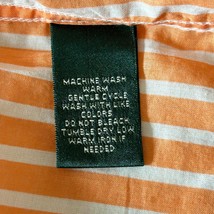 MACHINE WASH
WARM
GENTLE CYCLE
WASH WITH LIKE
COLORS
DO NOT BLEACH
TUMBLE DRY LOW
WARM IRON IF
NEEDED